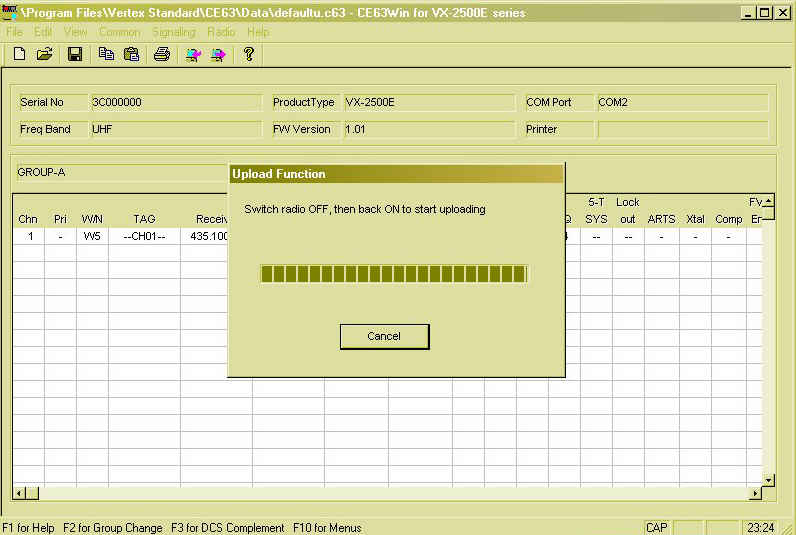 \Program Files\Vertex Standard\CE63\Data\defaultu.c63 - CE63Win for VX-2500E series
File Edit View Common Signaling Radio Help
Serial No 3C000000 ProductType VX-2500E COM Port COM2
Freq Band UHF FW Version 1.01 Printer
GROUP-A
Upload Function
Switch radio OFF, then back ON to start uploading
Cancel
5-T Lock
Chn Pri W/N TAG Receiv Q SYS out ARTS Xtal Comp
1 - W5 --CH01-- 435.100 -- -- - - -
F1 for Help F2 for Group Change F3 for DCS Complement F10 for Menus CAP 23:24